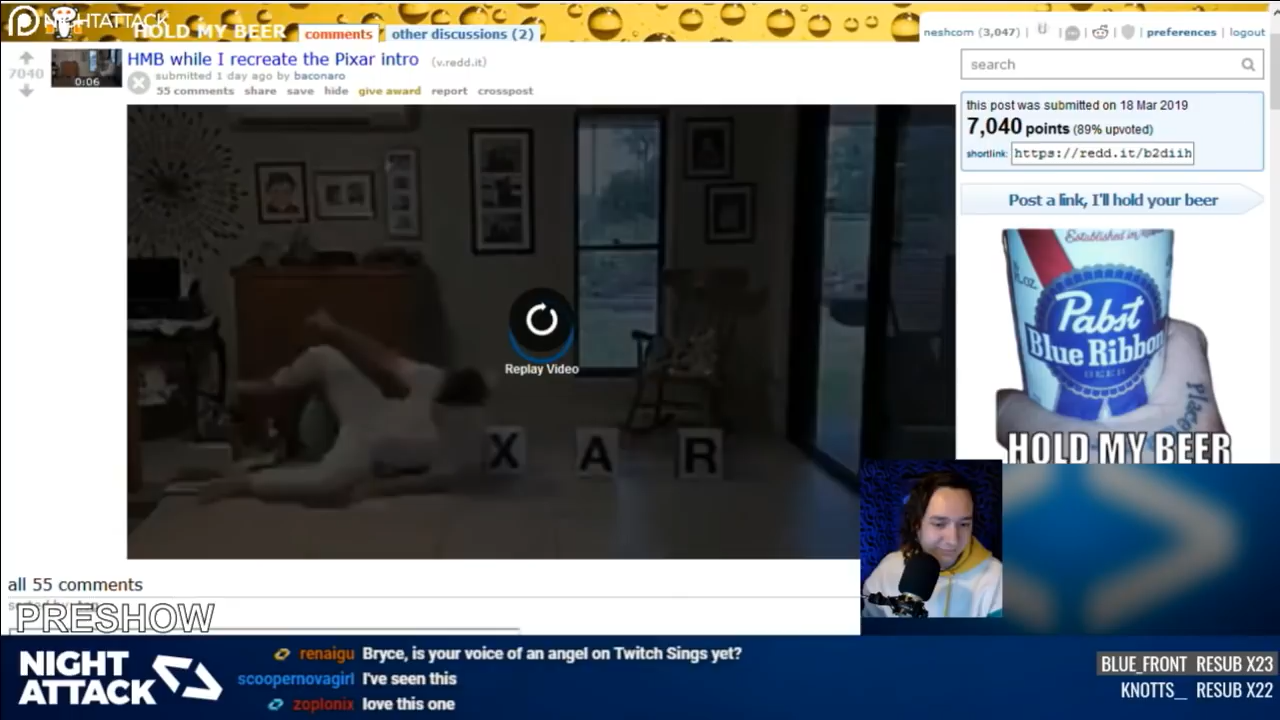 NIGHTATTACK
HOLD MY BEER comments other discussions (2)
neshcom (3,047) preferences logout
7040
0:06
HMB while I recreate the Pixar intro (v.redd.it)
submitted 1 day ago by baconaro
55 comments share save hide give award report crosspost
search
this post was submitted on 18 Mar 2019
7,040 points (89% upvoted)
shortlink: https://redd.it/b2diih
Post a link, I'll hold your beer
Established in
Pabst
Blue Ribbon
BEER
Place
HOLD MY BEER
Replay Video
X A R
all 55 comments
PRESHOW
NIGHT
ATTACK
renaigu Bryce, is your voice of an angel on Twitch Sings yet?
scoopernovagirl I've seen this
zoplonix love this one
BLUE_FRONT RESUB X23
KNOTTS__ RESUB X22